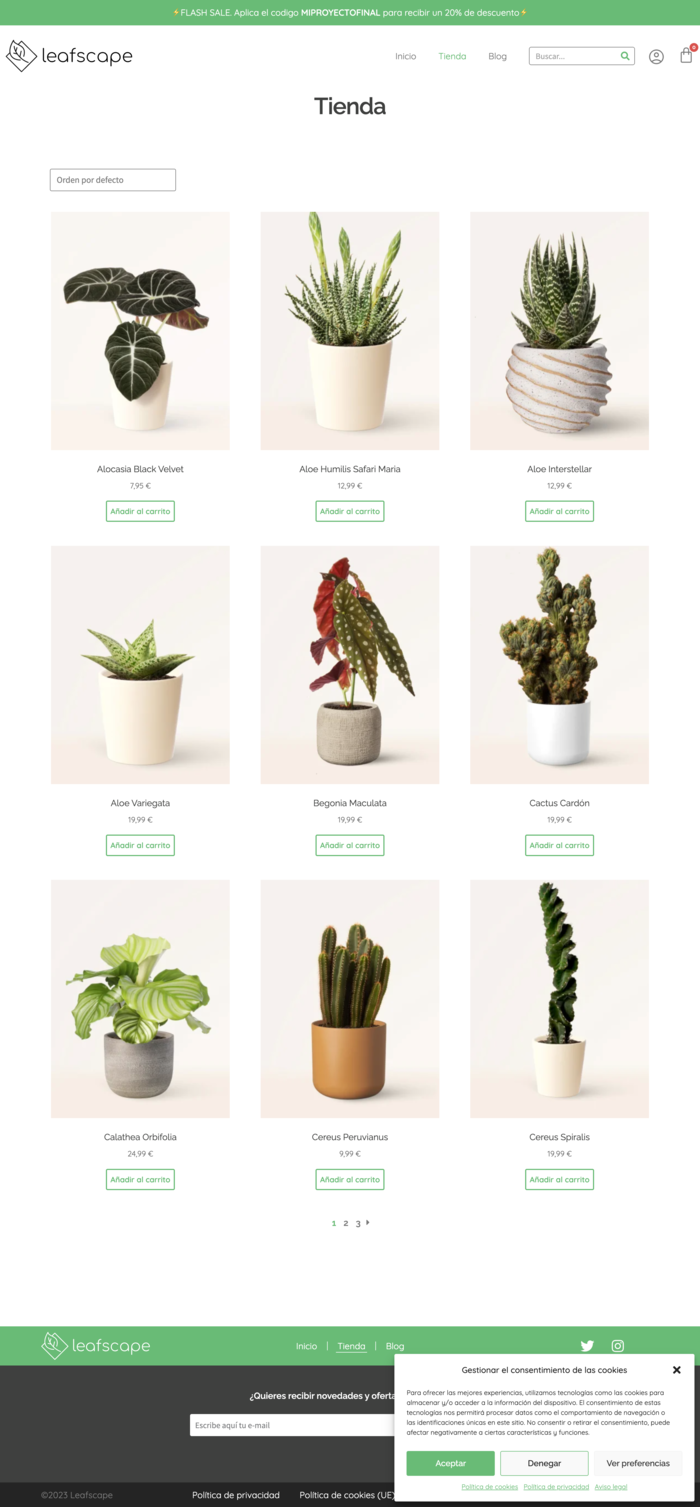 ⚡FLASH SALE. Aplica el codigo MIPROYECTOFINAL para recibir un 20% de descuento⚡
leafscape
Inicio Tienda Blog Buscar... 0
Tienda
Orden por defecto
Alocasia Black Velvet
7,95 €
Añadir al carrito
Aloe Humilis Safari Maria
12,99 €
Añadir al carrito
Aloe Interstellar
12,99 €
Añadir al carrito
Aloe Variegata
19,99 €
Añadir al carrito
Begonia Maculata
19,99 €
Añadir al carrito
Cactus Cardón
19,99 €
Añadir al carrito
Calathea Orbifolia
24,99 €
Añadir al carrito
Cereus Peruvianus
9,99 €
Añadir al carrito
Cereus Spiralis
19,99 €
Añadir al carrito
1 2 3
leafscape
Inicio | Tienda | Blog
¿Quieres recibir novedades y oferta
Escribe aquí tu e-mail
©2023 Leafscape
Política de privacidad Política de cookies (UE)
Gestionar el consentimiento de las cookies
Para ofrecer las mejores experiencias, utilizamos tecnologías como las cookies para
almacenar y/o acceder a la información del dispositivo. El consentimiento de estas
tecnologías nos permitirá procesar datos como el comportamiento de navegación o
las identificaciones únicas en este sitio. No consentir o retirar el consentimiento, puede
afectar negativamente a ciertas características y funciones.
Aceptar Denegar Ver preferencias
Política de cookies Política de privacidad Aviso legal